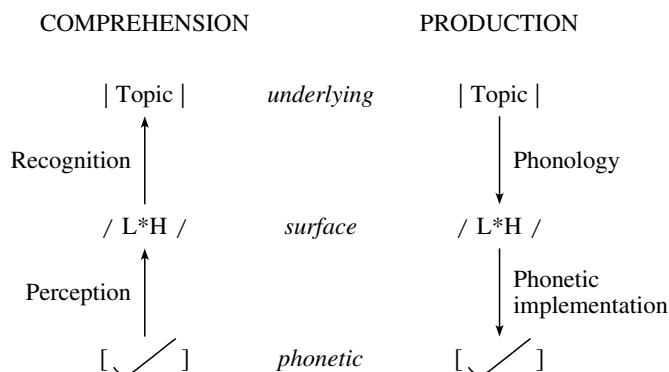 COMPREHENSION PRODUCTION
| Topic | underlying | Topic |
Recognition Phonology
/ L*H / surface / L*H /
Perception Phonetic
implementation
[ ] phonetic [ ]